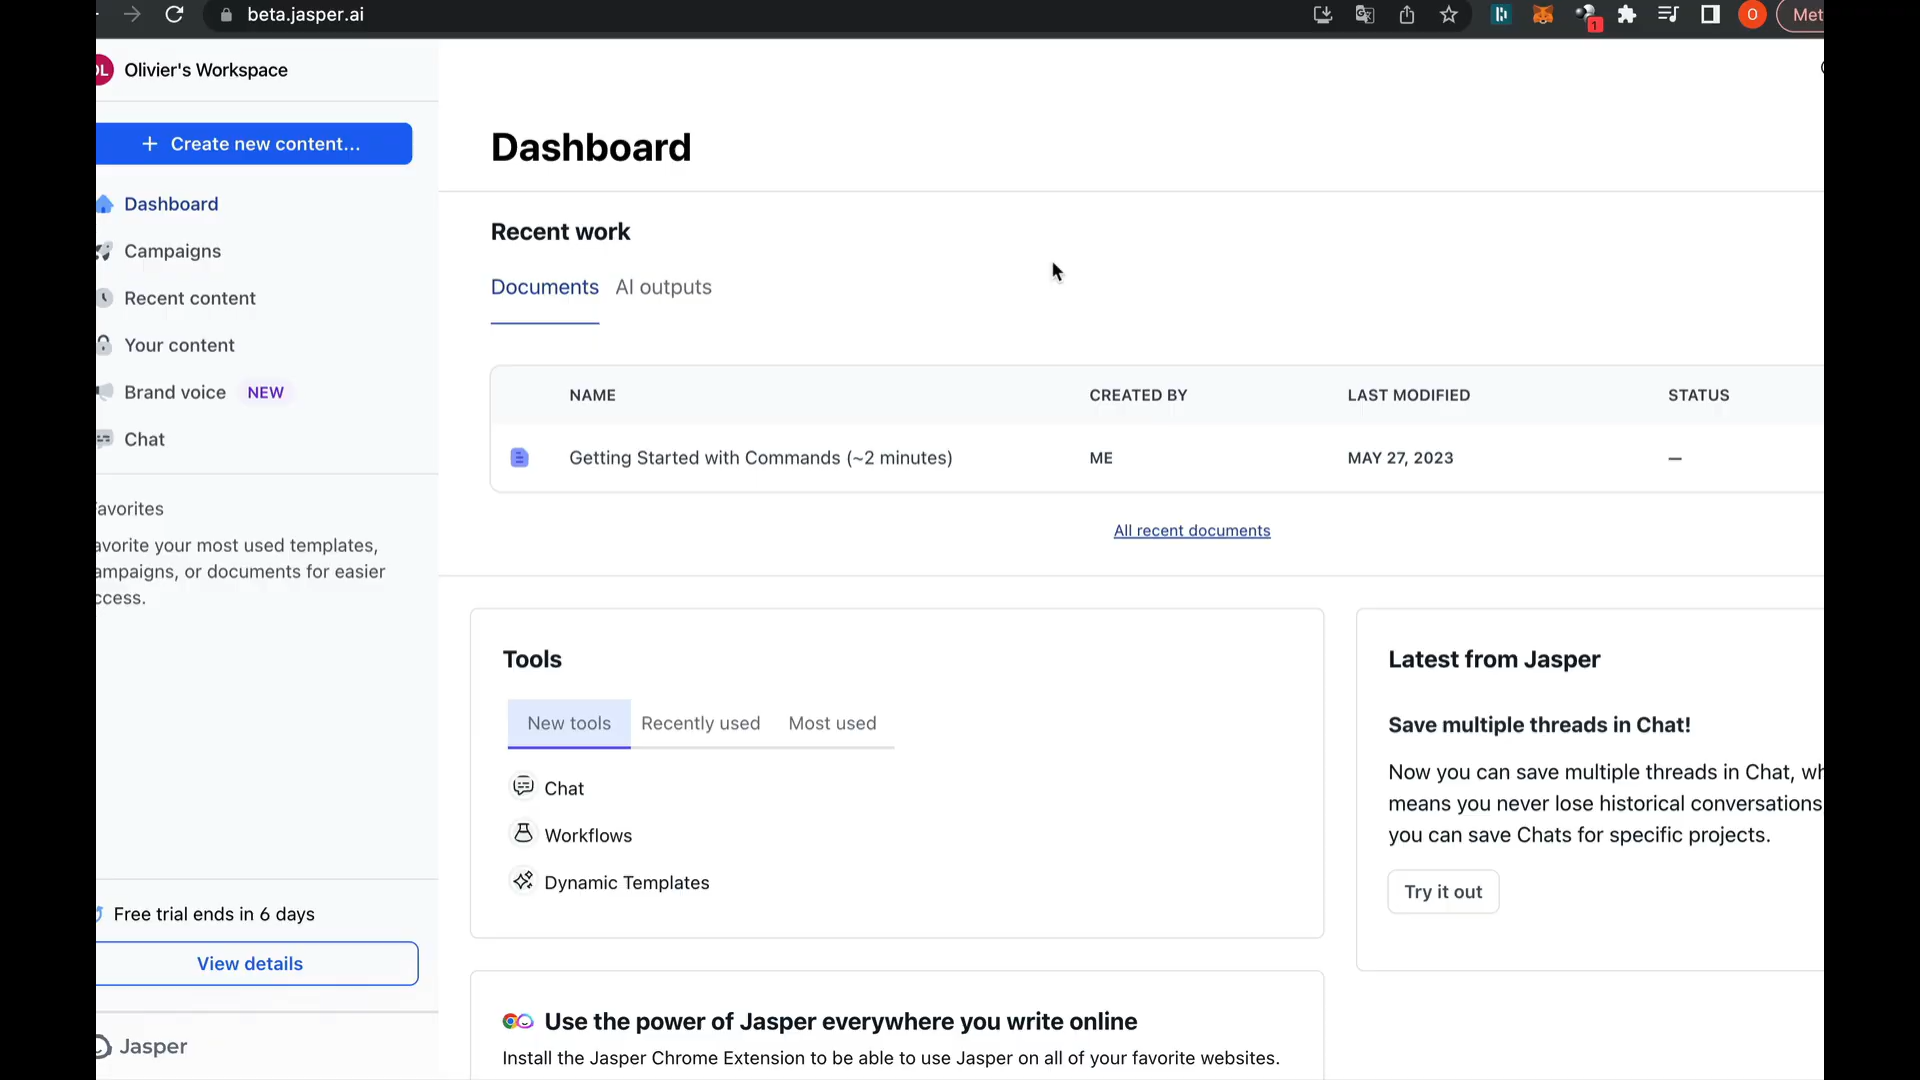 beta.jasper.ai
1
O
Met
OL
Olivier's Workspace
+ Create new content...
Dashboard
Campaigns
Recent content
Your content
Brand voice NEW
Chat
avorites
avorite your most used templates,
ampaigns, or documents for easier
ccess.
Free trial ends in 6 days
View details
Jasper
Dashboard
Recent work
Documents AI outputs
NAME CREATED BY LAST MODIFIED STATUS
Getting Started with Commands (~2 minutes) ME MAY 27, 2023 —
All recent documents
Tools
New tools Recently used Most used
Chat
Workflows
Dynamic Templates
Latest from Jasper
Save multiple threads in Chat!
Now you can save multiple threads in Chat, wh
means you never lose historical conversations
you can save Chats for specific projects.
Try it out
Use the power of Jasper everywhere you write online
Install the Jasper Chrome Extension to be able to use Jasper on all of your favorite websites.